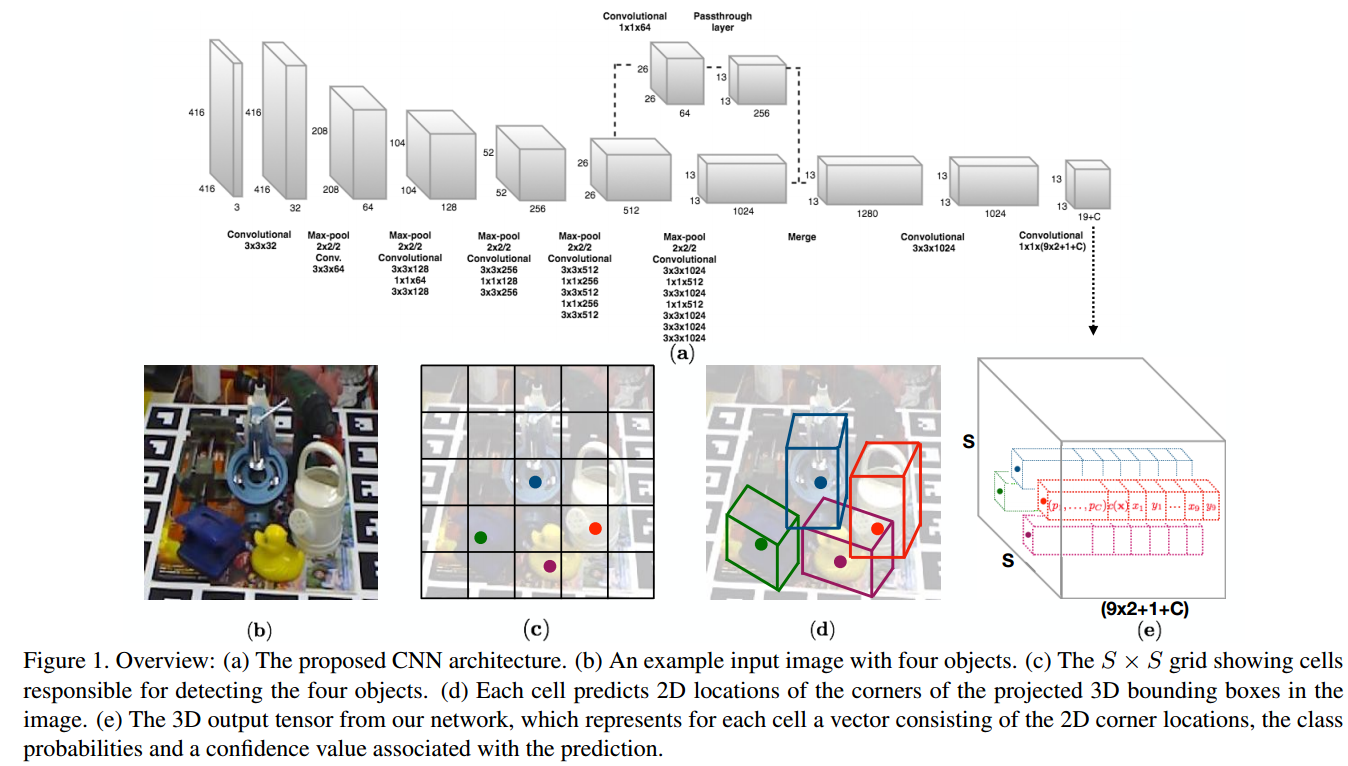 Convolutional
1x1x64
Passthrough
layer
416
416
3
416
416
32
208
208
64
104
104
128
52
52
256
26
26
512
26
26
64
13
13
256
13
13
1024
13
13
1280
13
13
1024
13
13
19+C
Convolutional
3x3x32
Max-pool
2x2/2
Conv.
3x3x64
Max-pool
2x2/2
Convolutional
3x3x128
1x1x64
3x3x128
Max-pool
2x2/2
Convolutional
3x3x256
1x1x128
3x3x256
Max-pool
2x2/2
Convolutional
3x3x512
1x1x256
3x3x512
1x1x256
3x3x512
Max-pool
2x2/2
Convolutional
3x3x1024
1x1x512
3x3x1024
1x1x512
3x3x1024
3x3x1024
3x3x1024
Merge
Convolutional
3x3x1024
Convolutional
1x1x(9x2+1+C)
(a)
S
S
(p₁,...,p_C) c(x) x₁ y₁ ... x₉ y₉
(9x2+1+C)
(b)
(c)
(d)
(e)
Figure 1. Overview: (a) The proposed CNN architecture. (b) An example input image with four objects. (c) The S × S grid showing cells
responsible for detecting the four objects. (d) Each cell predicts 2D locations of the corners of the projected 3D bounding boxes in the
image. (e) The 3D output tensor from our network, which represents for each cell a vector consisting of the 2D corner locations, the class
probabilities and a confidence value associated with the prediction.